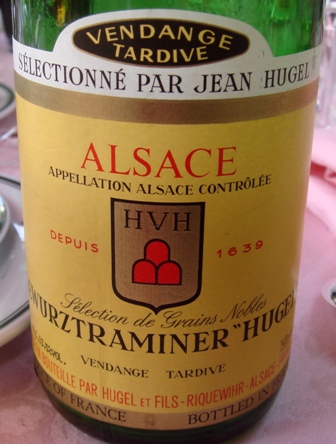 VENDANGE
TARDIVE
SÉLECTIONNÉ PAR JEAN HUGEL
ALSACE
APPELLATION ALSACE CONTRÔLÉE
HVH
DEPUIS 1639
Sélection de Grains Nobles
WURZTRAMINER "HUGEL
VENDANGE TARDIVE
BOUTEILLE PAR HUGEL ET FILS - RIQUEWIHR - ALSACE
OF FRANCE BOTTLED IN